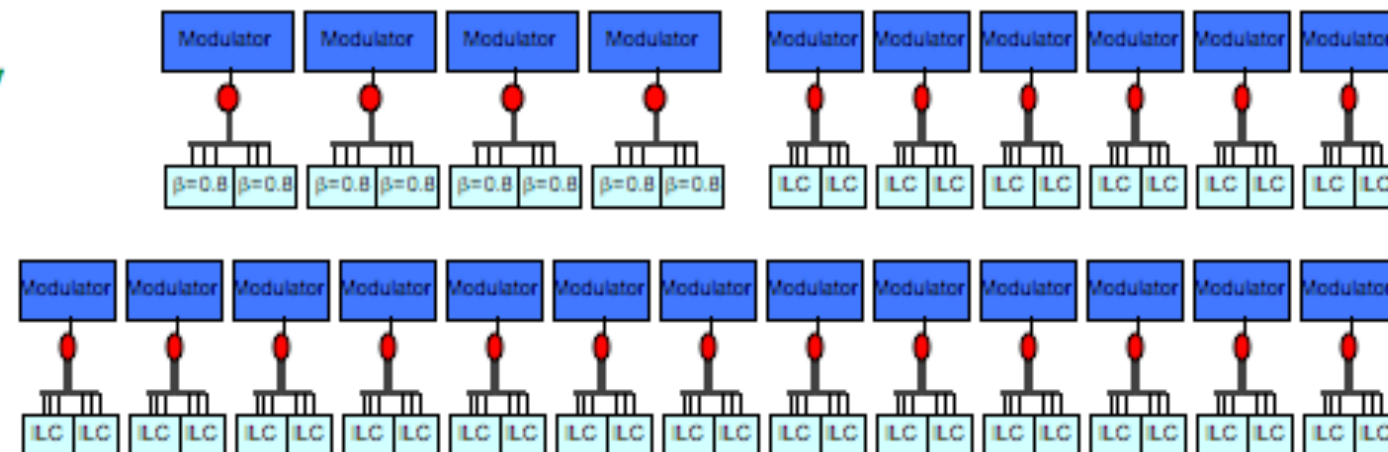 Modulator Modulator Modulator Modulator Modulator Modulator Modulator Modulator Modulator Modulator
β=0.8 β=0.8 β=0.8 β=0.8 β=0.8 β=0.8 β=0.8 β=0.8 ILC ILC ILC ILC ILC ILC ILC ILC ILC ILC ILC ILC
Modulator Modulator Modulator Modulator Modulator Modulator Modulator Modulator Modulator Modulator Modulator Modulator Modulator
ILC ILC ILC ILC ILC ILC ILC ILC ILC ILC ILC ILC ILC ILC ILC ILC ILC ILC ILC ILC ILC ILC ILC ILC ILC ILC